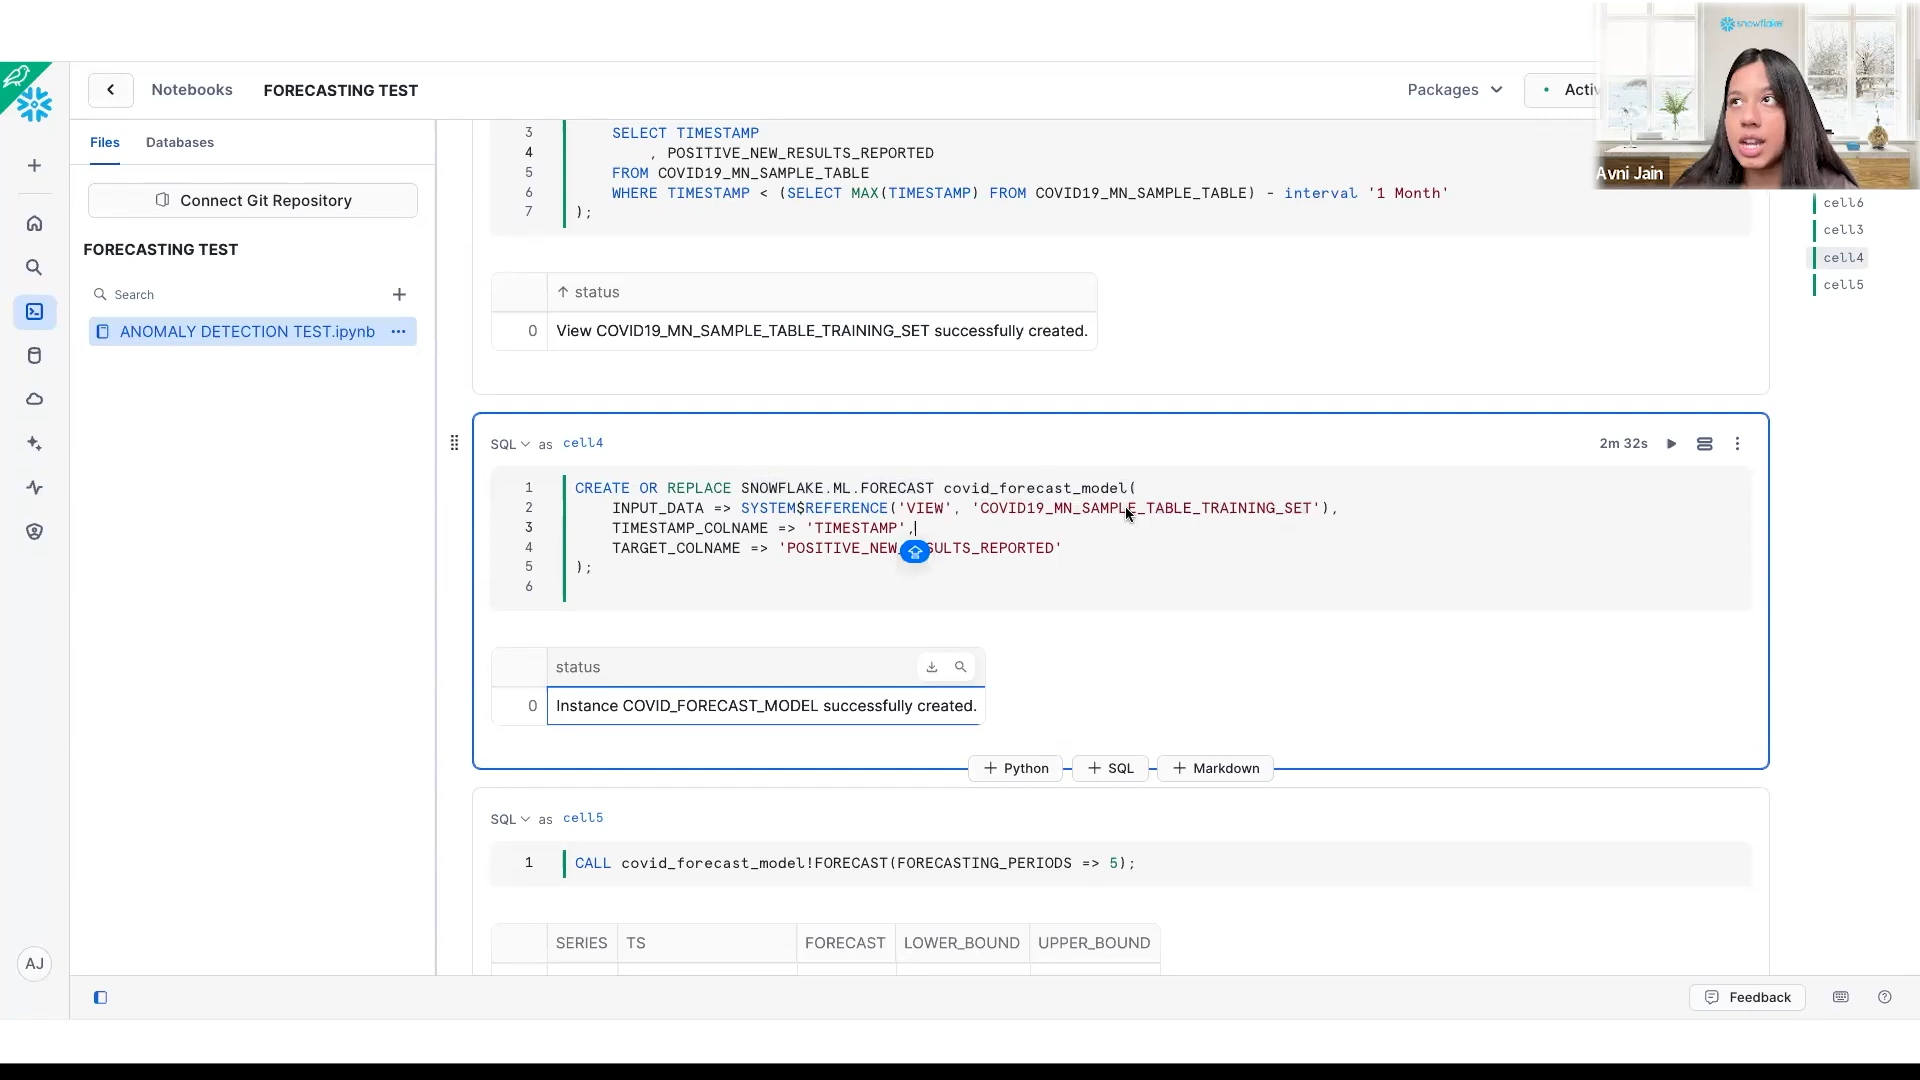 snowflake
Avni Jain
Notebooks
FORECASTING TEST
Packages
Activ
Files
Databases
Connect Git Repository
FORECASTING TEST
Search
ANOMALY DETECTION TEST.ipynb
AJ
3 SELECT TIMESTAMP
4 , POSITIVE_NEW_RESULTS_REPORTED
5 FROM COVID19_MN_SAMPLE_TABLE
6 WHERE TIMESTAMP < (SELECT MAX(TIMESTAMP) FROM COVID19_MN_SAMPLE_TABLE) - interval '1 Month'
7 );
↑ status
0 View COVID19_MN_SAMPLE_TABLE_TRAINING_SET successfully created.
SQL as cell4
2m 32s
1 CREATE OR REPLACE SNOWFLAKE.ML.FORECAST covid_forecast_model(
2 INPUT_DATA => SYSTEM$REFERENCE('VIEW', 'COVID19_MN_SAMPLE_TABLE_TRAINING_SET'),
3 TIMESTAMP_COLNAME => 'TIMESTAMP',
4 TARGET_COLNAME => 'POSITIVE_NEW_ SULTS_REPORTED'
5 );
6
status
0 Instance COVID_FORECAST_MODEL successfully created.
+ Python + SQL + Markdown
SQL as cell5
1 CALL covid_forecast_model!FORECAST(FORECASTING_PERIODS => 5);
SERIES TS FORECAST LOWER_BOUND UPPER_BOUND
cell6
cell3
cell4
cell5
Feedback